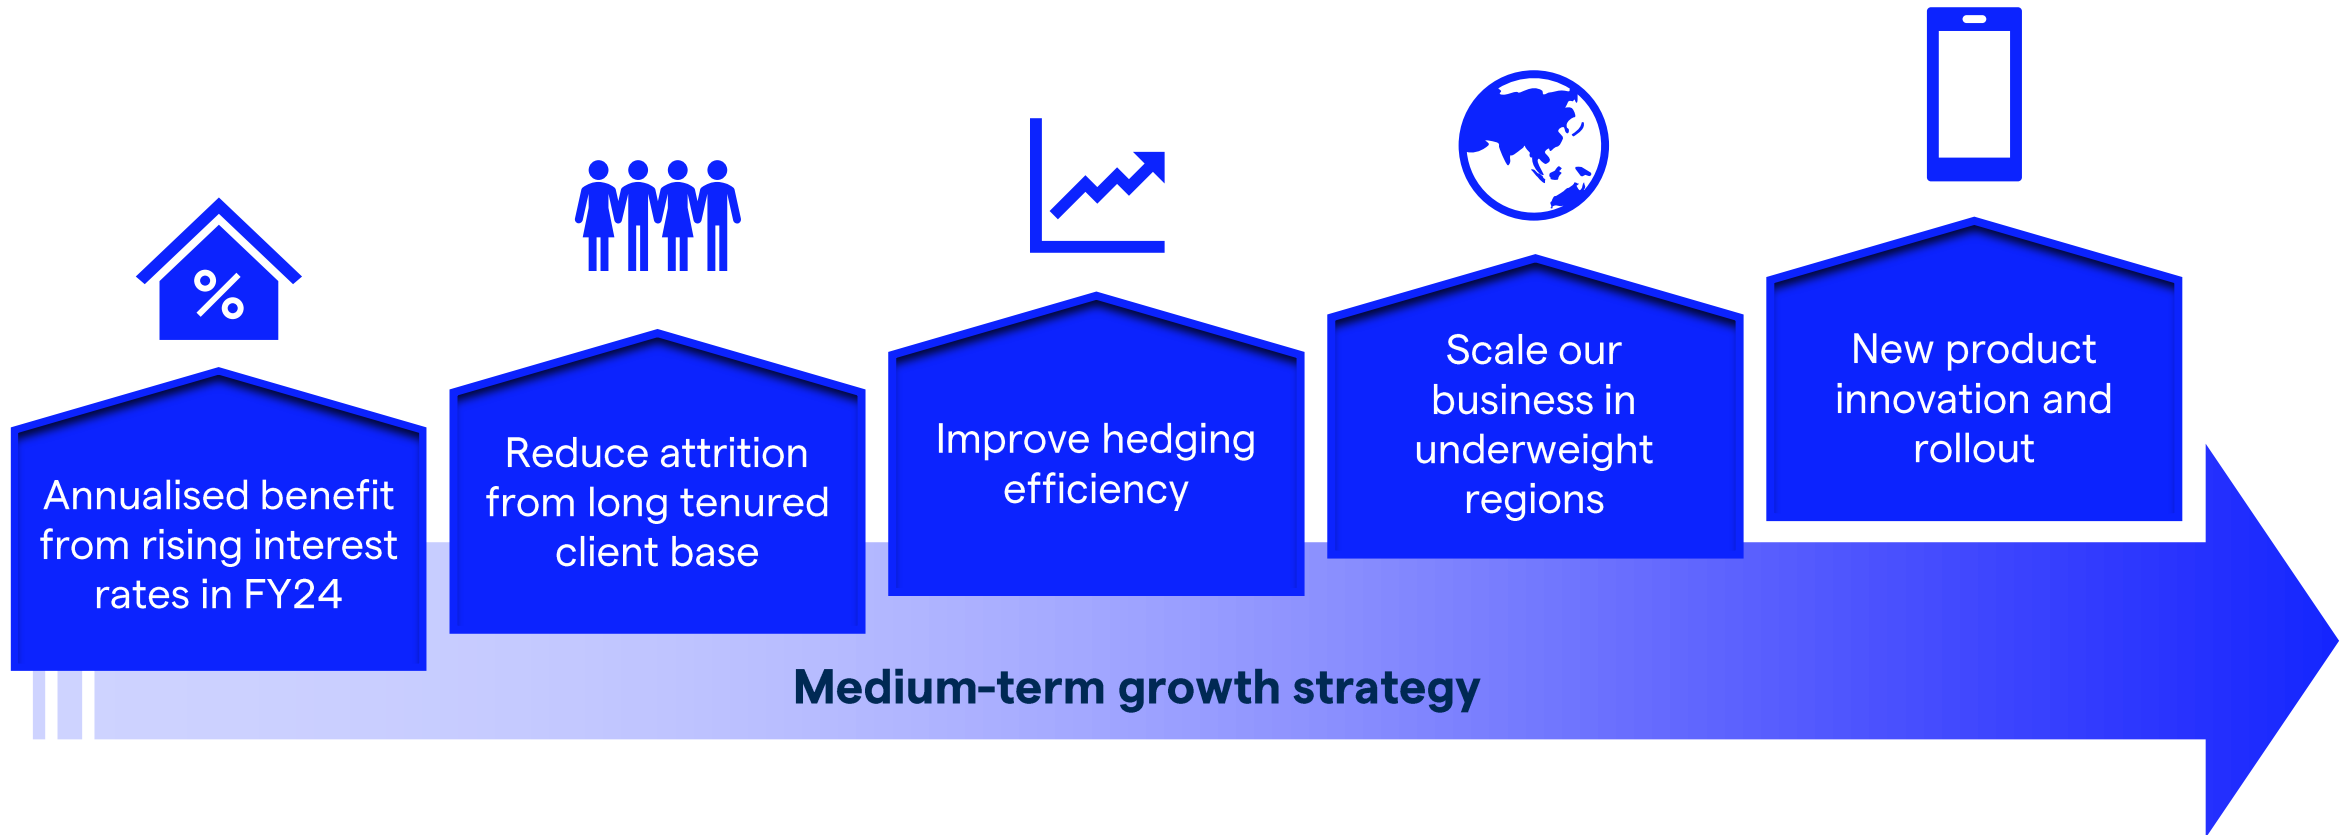 Annualised benefit
from rising interest
rates in FY24
Reduce attrition
from long tenured
client base
Improve hedging
efficiency
Scale our
business in
underweight
regions
New product
innovation and
rollout
Medium-term growth strategy
%